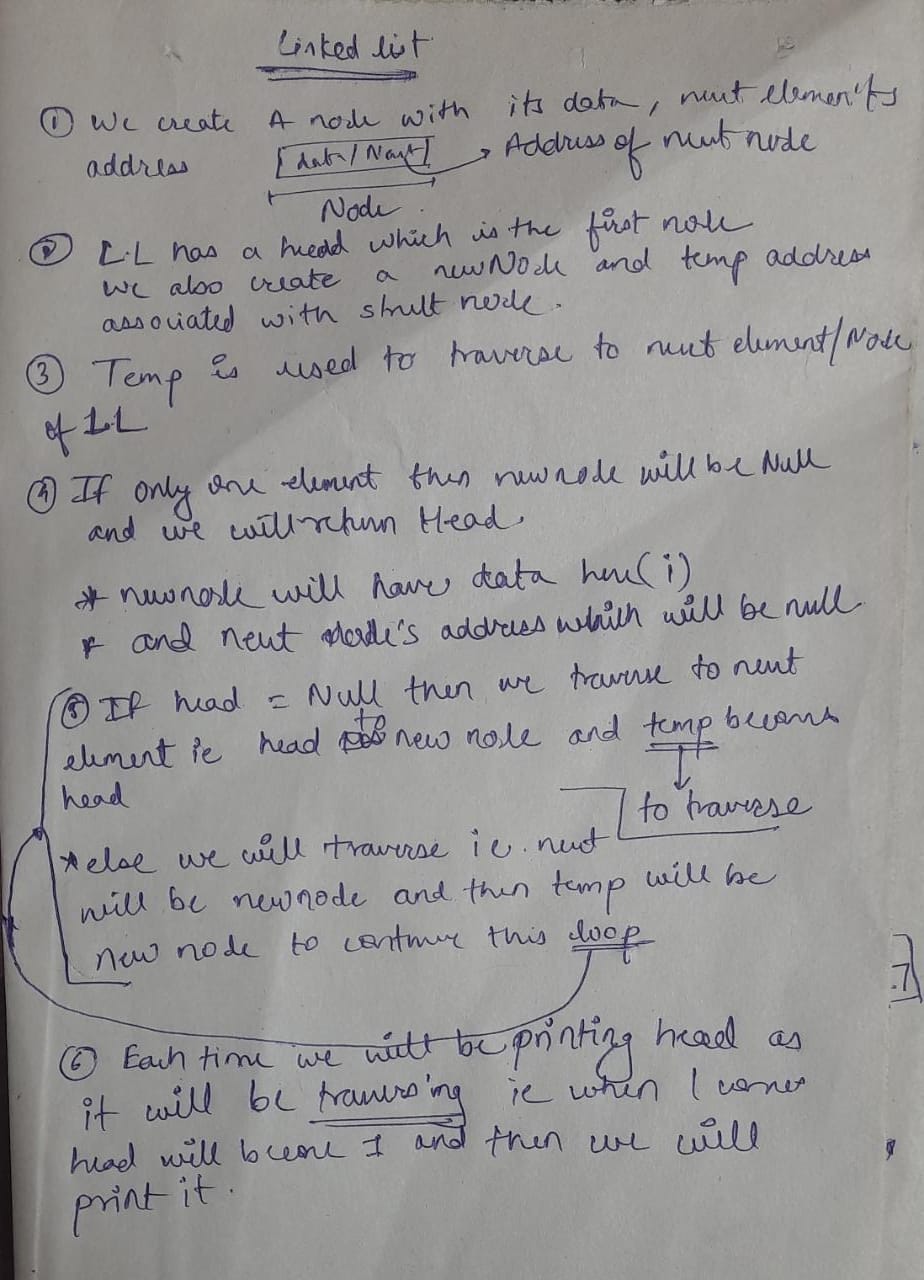 Linked list
① We create A node with its data, next element's
address [data/Next] → Address of next node
Node
② L.L has a head which is the first node
we also create a newNode and temp address
associated with strult node.
③ Temp is used to traverse to next element/Node
of L.L
④ If only one element then newnode will be Null
and we will return Head.
* newnode will have data here(i)
* and next node's address which will be null.
⑤ If head = Null then we traverse to next
element ie head to new node and temp becoms
head
to traverse
* else we will traverse ie. next
will be newnode and then temp will be
new node to continue this loop
⑥ Each time we will be printing head as
it will be traversing ie when 1 comes
head will become 1 and then we will
print it.